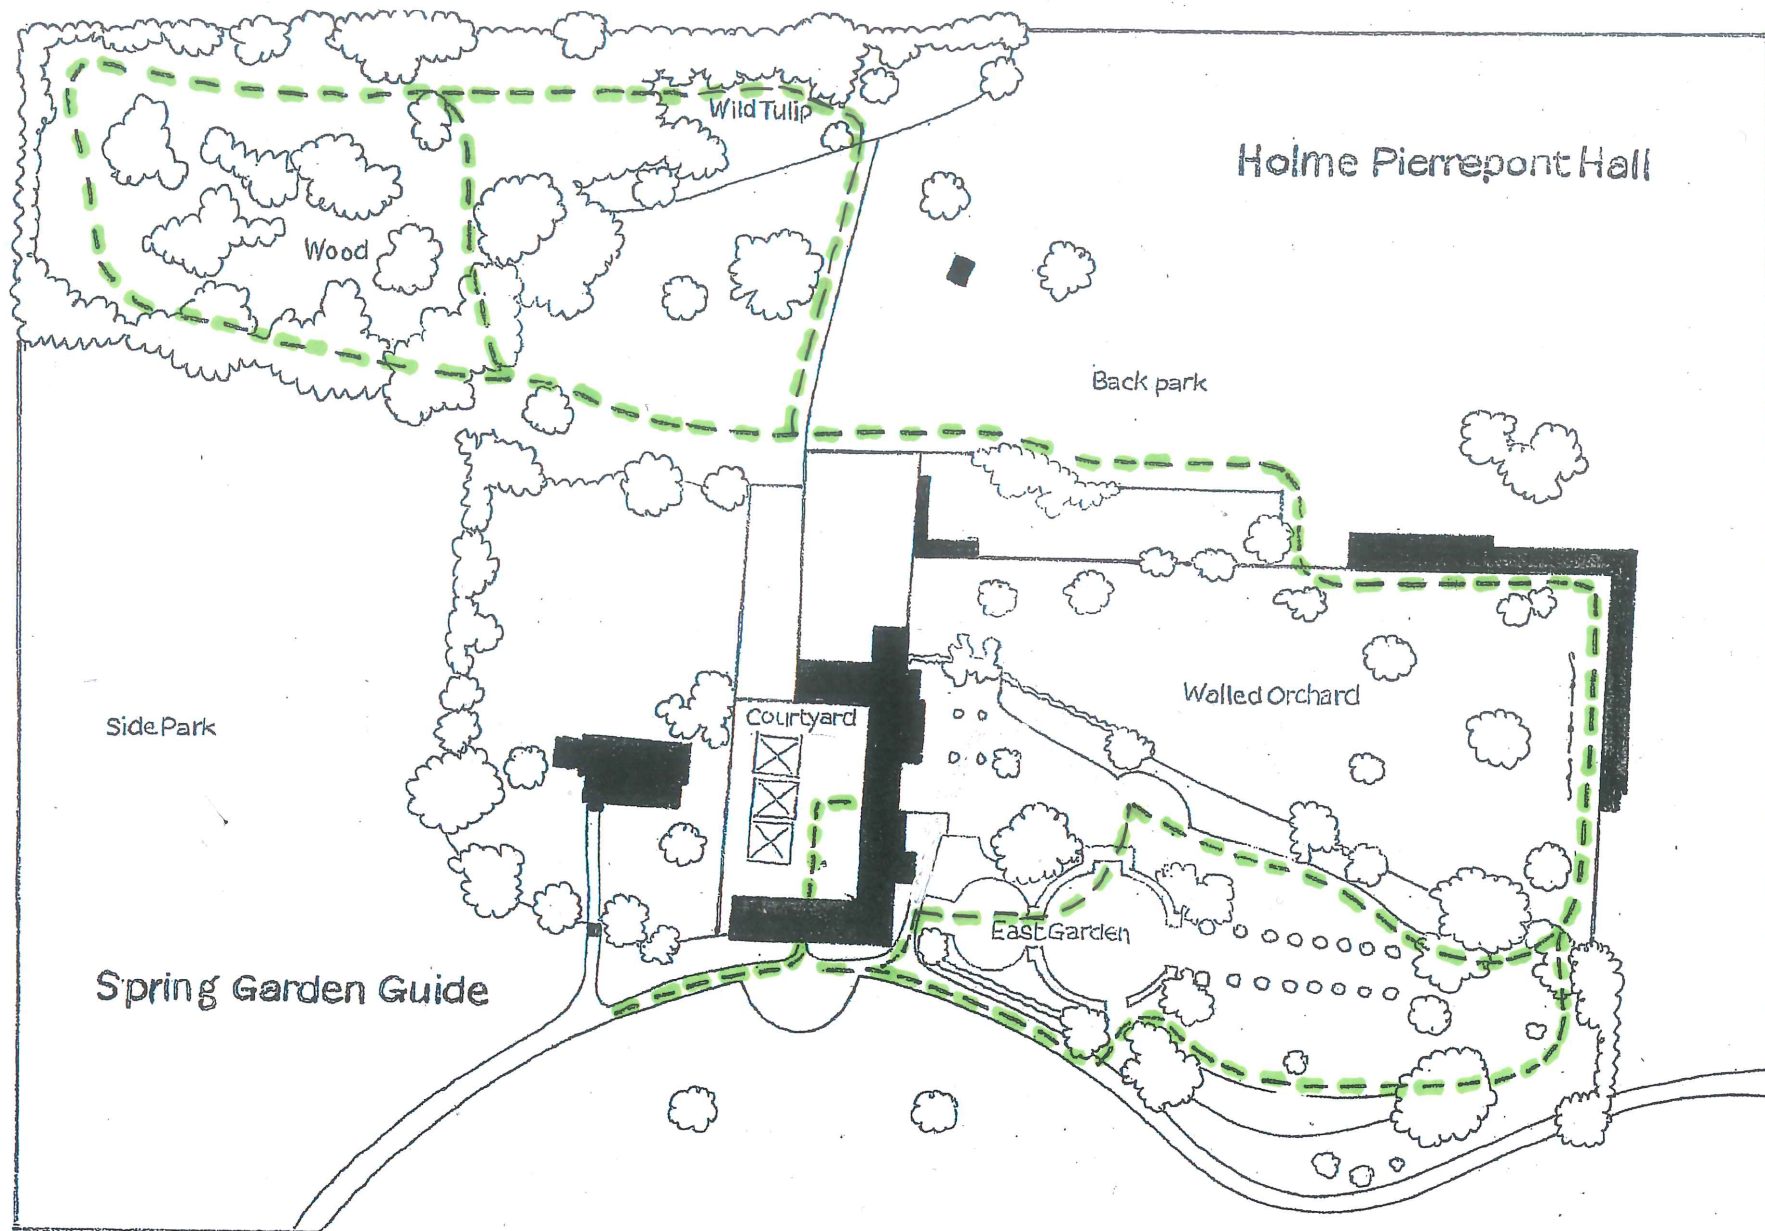 Wild Tulip
Holme Pierrepont Hall
Wood
Back park
Side Park
Courtyard
Walled Orchard
East Garden
Spring Garden Guide